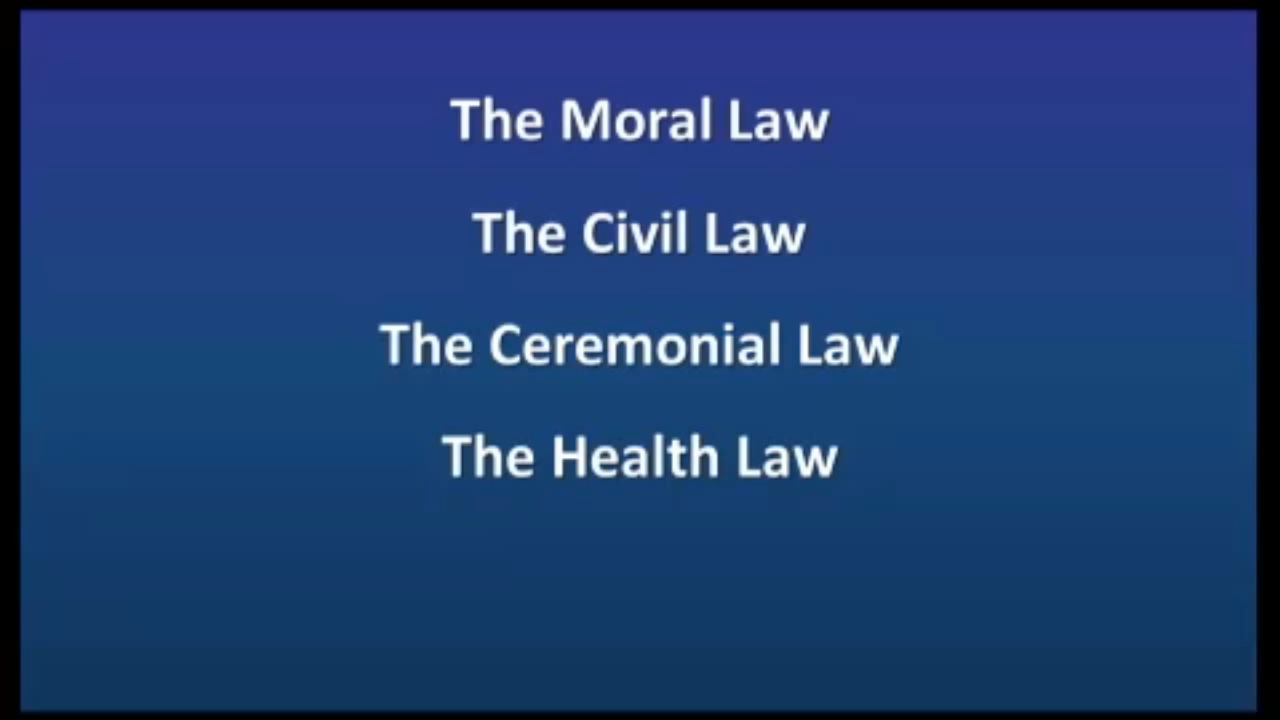 The Moral Law
The Civil Law
The Ceremonial Law
The Health Law